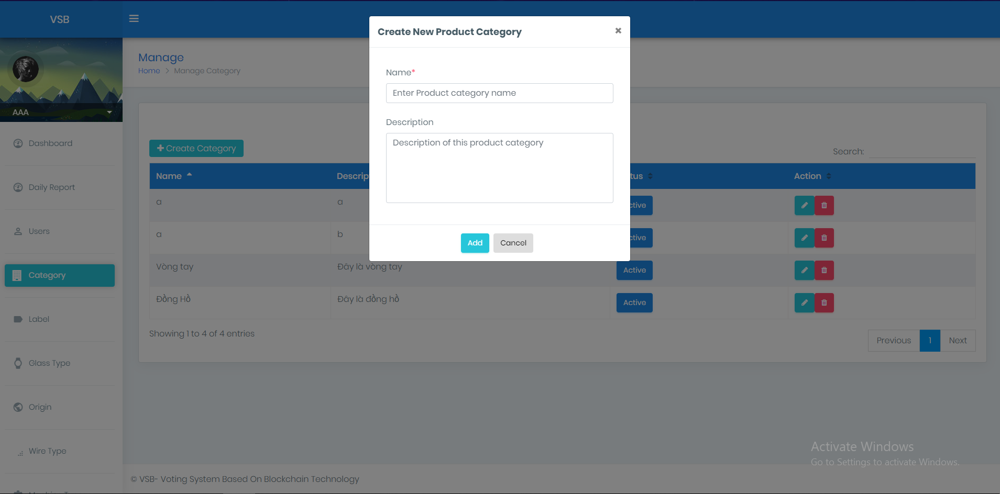 VSB
Create New Product Category
Manage
Home > Manage Category
AAA
Name*
Enter Product category name
Description
Description of this product category
Add Cancel
Dashboard
Daily Report
Users
Category
Label
Glass Type
Origin
Wire Type
+ Create Category
Search:
Name Descrip tus Action
a a ctive
a b ctive
Vòng tay Đây là vòng tay Active
Đồng Hồ Đây là đồng hồ Active
Showing 1 to 4 of 4 entries
Previous 1 Next
Activate Windows
Go to Settings to activate Windows.
© VSB- Voting System Based On Blockchain Technology